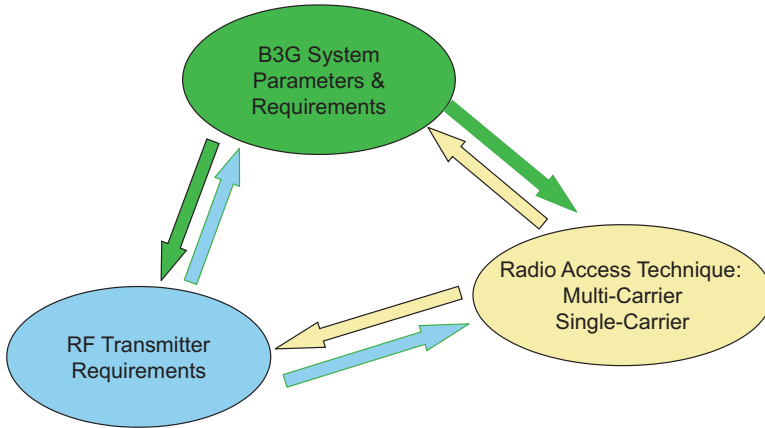 B3G System
Parameters &
Requirements
Radio Access Technique:
Multi-Carrier
Single-Carrier
RF Transmitter
Requirements